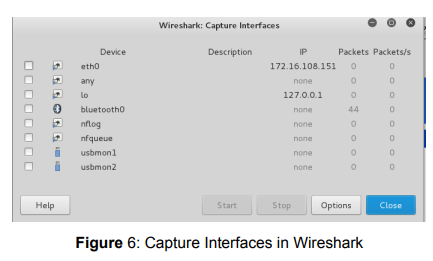 Wireshark: Capture Interfaces
Device Description IP Packets Packets/s
eth0 172.16.108.151 0 0
any none 0 0
lo 127.0.0.1 0 0
bluetooth0 none 44 0
nflog none 0 0
nfqueue none 0 0
usbmon1 none 0 0
usbmon2 none 0 0
Help Start Stop Options Close
Figure 6: Capture Interfaces in Wireshark